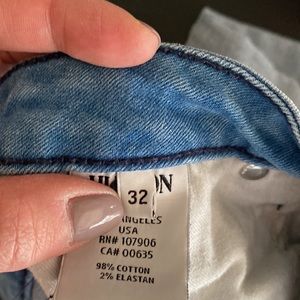 32
USA
RN# 107906
CA# 00635
98% COTTON
2% ELASTAN